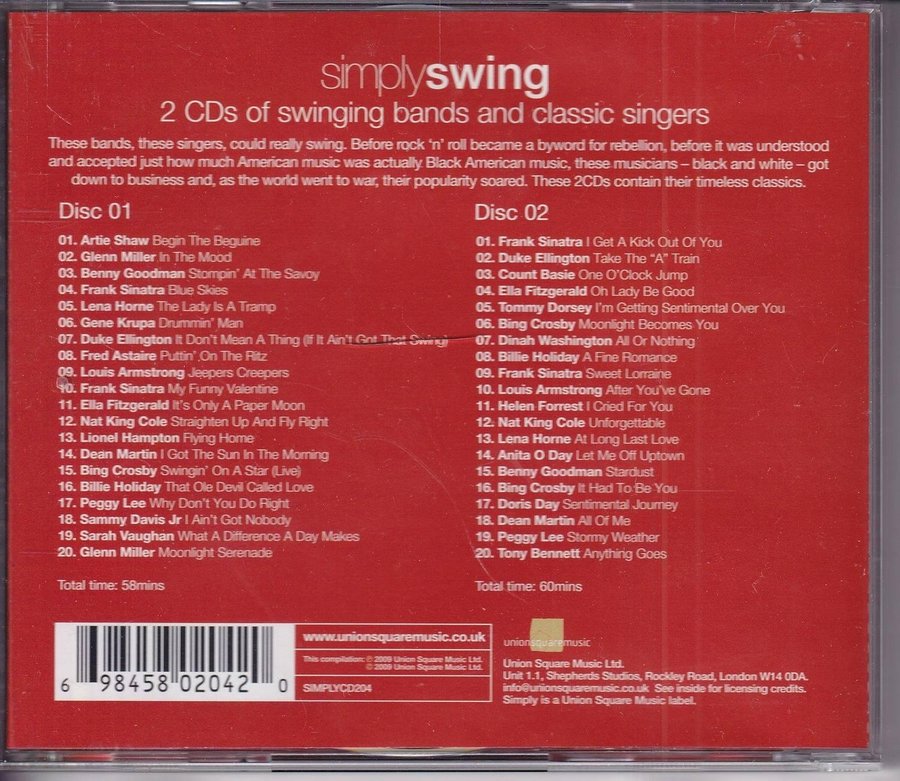 simplyswing
2 CDs of swinging bands and classic singers
These bands, these singers, could really swing. Before rock ‘n’ roll became a byword for rebellion, before it was understood
and accepted just how much American music was actually Black American music, these musicians – black and white – got
down to business and, as the world went to war, their popularity soared. These 2CDs contain their timeless classics.
Disc 01
01. Artie Shaw Begin The Beguine
02. Glenn Miller In The Mood
03. Benny Goodman Stompin’ At The Savoy
04. Frank Sinatra Blue Skies
05. Lena Horne The Lady Is A Tramp
06. Gene Krupa Drummin’ Man
07. Duke Ellington It Don’t Mean A Thing (If It Ain’t Got That Swing)
08. Fred Astaire Puttin’ On The Ritz
09. Louis Armstrong Jeepers Creepers
10. Frank Sinatra My Funny Valentine
11. Ella Fitzgerald It’s Only A Paper Moon
12. Nat King Cole Straighten Up And Fly Right
13. Lionel Hampton Flying Home
14. Dean Martin I Got The Sun In The Morning
15. Bing Crosby Swingin’ On A Star (Live)
16. Billie Holiday That Ole Devil Called Love
17. Peggy Lee Why Don’t You Do Right
18. Sammy Davis Jr I Ain’t Got Nobody
19. Sarah Vaughan What A Difference A Day Makes
20. Glenn Miller Moonlight Serenade
Total time: 58mins
Disc 02
01. Frank Sinatra I Get A Kick Out Of You
02. Duke Ellington Take The “A” Train
03. Count Basie One O’Clock Jump
04. Ella Fitzgerald Oh Lady Be Good
05. Tommy Dorsey I’m Getting Sentimental Over You
06. Bing Crosby Moonlight Becomes You
07. Dinah Washington All Or Nothing
08. Billie Holiday A Fine Romance
09. Frank Sinatra Sweet Lorraine
10. Louis Armstrong After You’ve Gone
11. Helen Forrest I Cried For You
12. Nat King Cole Unforgettable
13. Lena Horne At Long Last Love
14. Anita O Day Let Me Off Uptown
15. Benny Goodman Stardust
16. Bing Crosby It Had To Be You
17. Doris Day Sentimental Journey
18. Dean Martin All Of Me
19. Peggy Lee Stormy Weather
20. Tony Bennett Anything Goes
Total time: 60mins
6 98458 02042 0
www.unionsquaremusic.co.uk
This compilation: ℗ 2009 Union Square Music Ltd.
© 2009 Union Square Music Ltd.
SIMPLYCD204
unionsquaremusic
Union Square Music Ltd.
Unit 1.1, Shepherds Studios, Rockley Road, London W14 0DA.
info@unionsquaremusic.co.uk See inside for licensing credits.
Simply is a Union Square Music label.